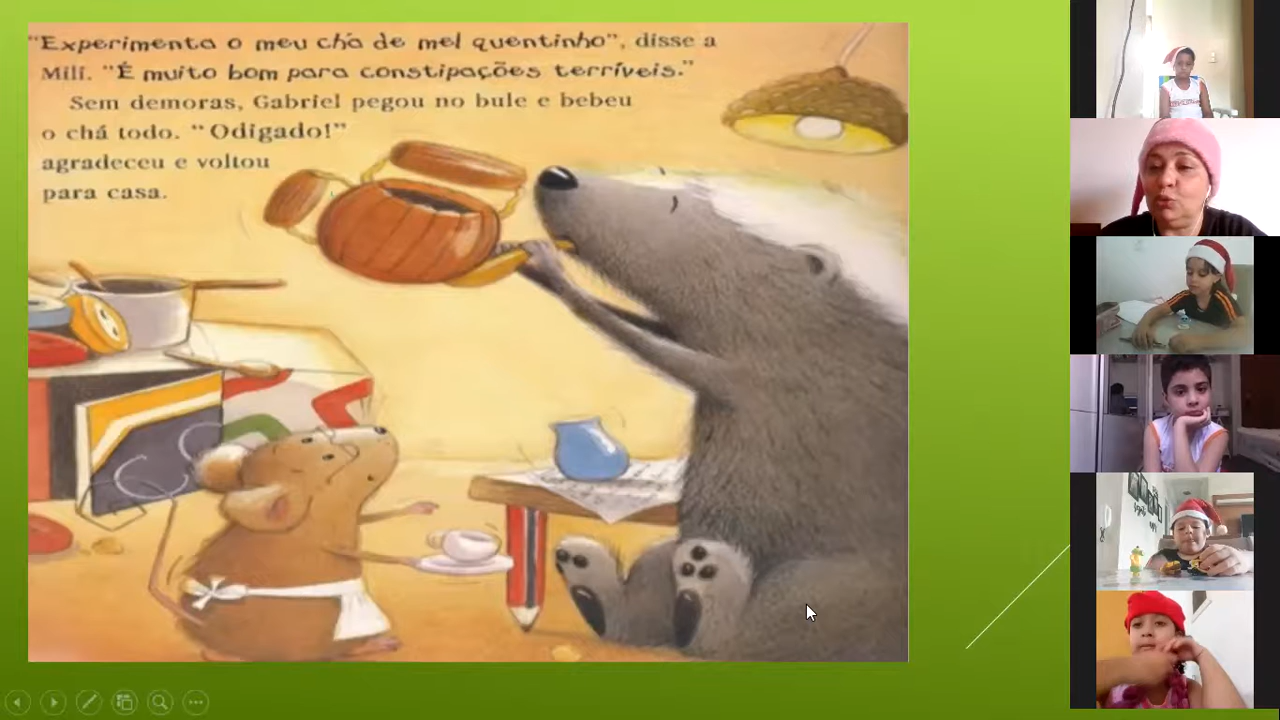 "Experimenta o meu chá de mel quentinho", disse a
Mili. "É muito bom para constipações terríveis."
Sem demoras, Gabriel pegou no bule e bebeu
o chá todo. "Odigado!"
agradeceu e voltou
para casa.